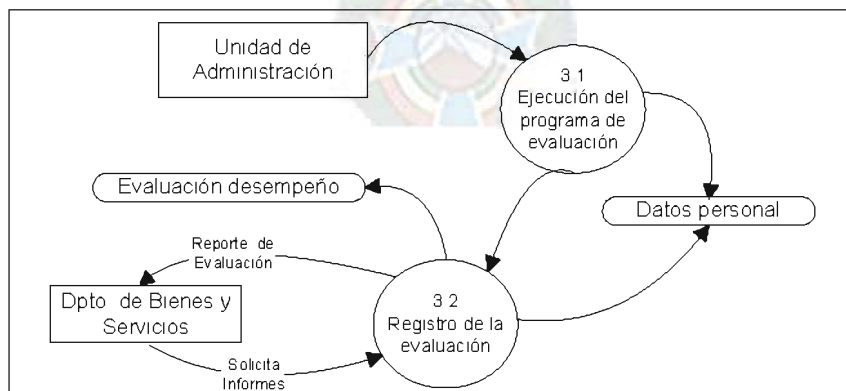 Unidad de
Administración
3.1
Ejecución del
programa de
evaluación
Evaluación desempeño
Datos personal
Reporte de
Evaluación
Dpto de Bienes y
Servicios
3.2
Registro de la
evaluación
Solicita
Informes